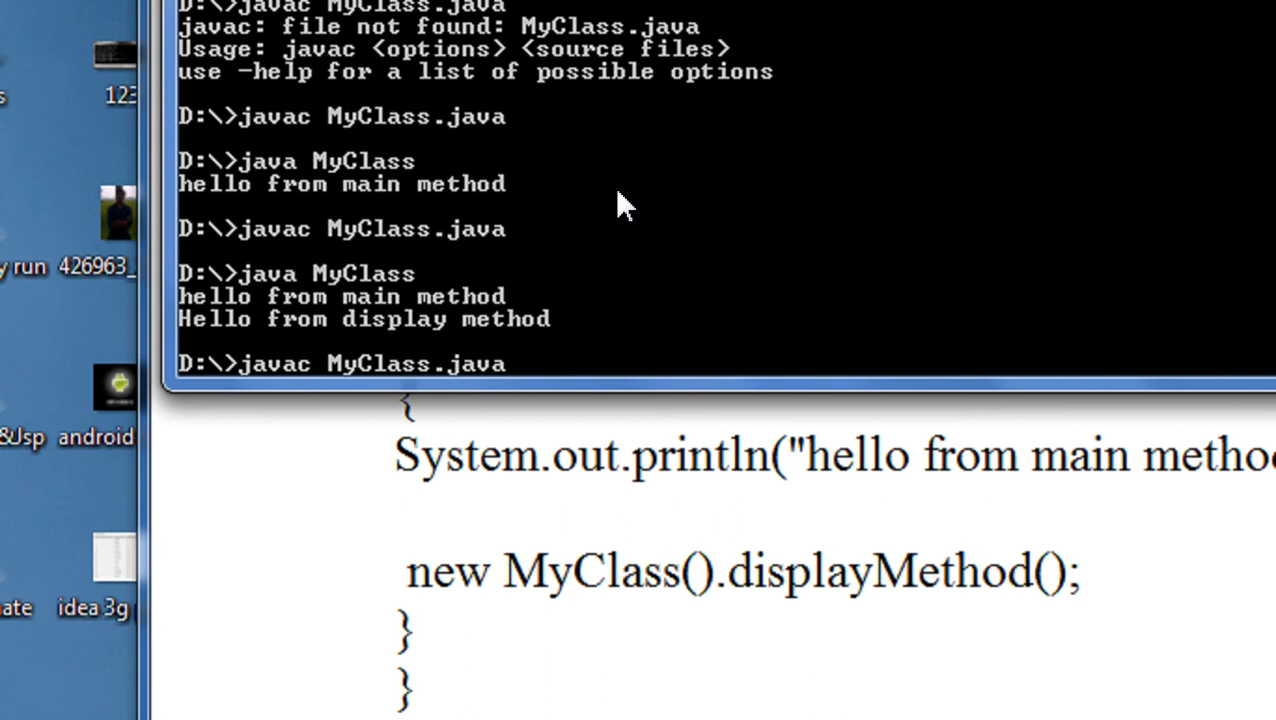 D:\>javac MyClass.java
javac: file not found: MyClass.java
Usage: javac <options> <source files>
use -help for a list of possible options
D:\>javac MyClass.java
D:\>java MyClass
hello from main method
D:\>javac MyClass.java
D:\>java MyClass
hello from main method
Hello from display method
D:\>javac MyClass.java
123
y run
426963_
&Jsp
android
idea 3g
{
System.out.println("hello from main metho
new MyClass().displayMethod();
}
}